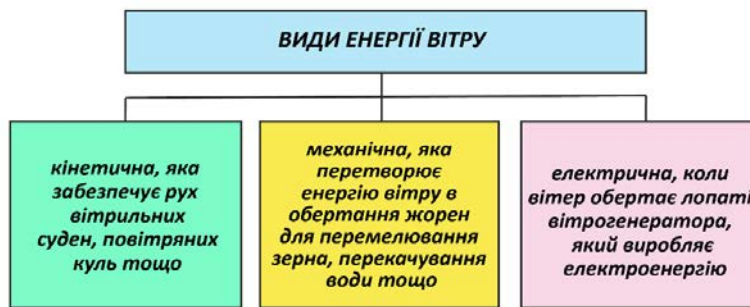 ВИДИ ЕНЕРГІЇ ВІТРУ
кінетична, яка
забезпечує рух
вітрильних
суден, повітряних
куль тощо
механічна, яка
перетворює
енергію вітру в
обертання жорен
для перемелювання
зерна, перекачування
води тощо
електрична, коли
вітер обертає лопаті
вітрогенератора,
який виробляє
електроенергію